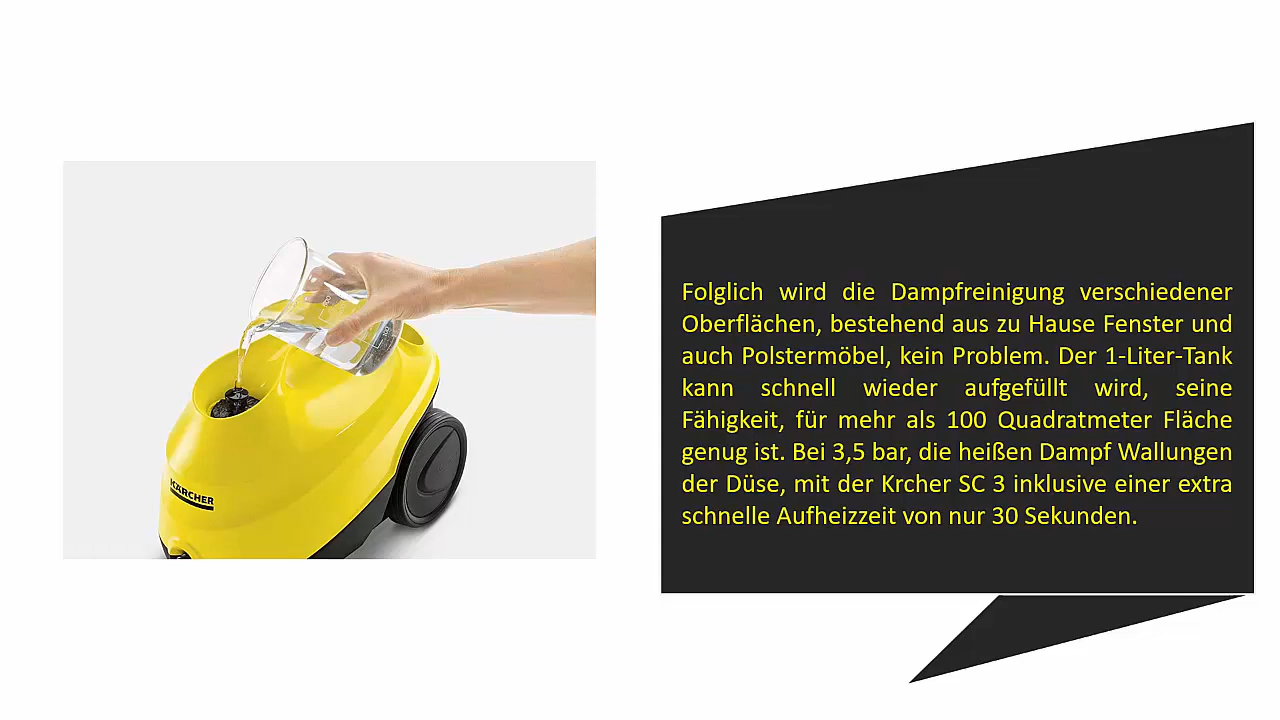 KÄRCHER
Folglich wird die Dampfreinigung verschiedener
Oberflächen, bestehend aus zu Hause Fenster und
auch Polstermöbel, kein Problem. Der 1-Liter-Tank
kann schnell wieder aufgefüllt wird, seine
Fähigkeit, für mehr als 100 Quadratmeter Fläche
genug ist. Bei 3,5 bar, die heißen Dampf Wallungen
der Düse, mit der Krcher SC 3 inklusive einer extra
schnelle Aufheizzeit von nur 30 Sekunden.